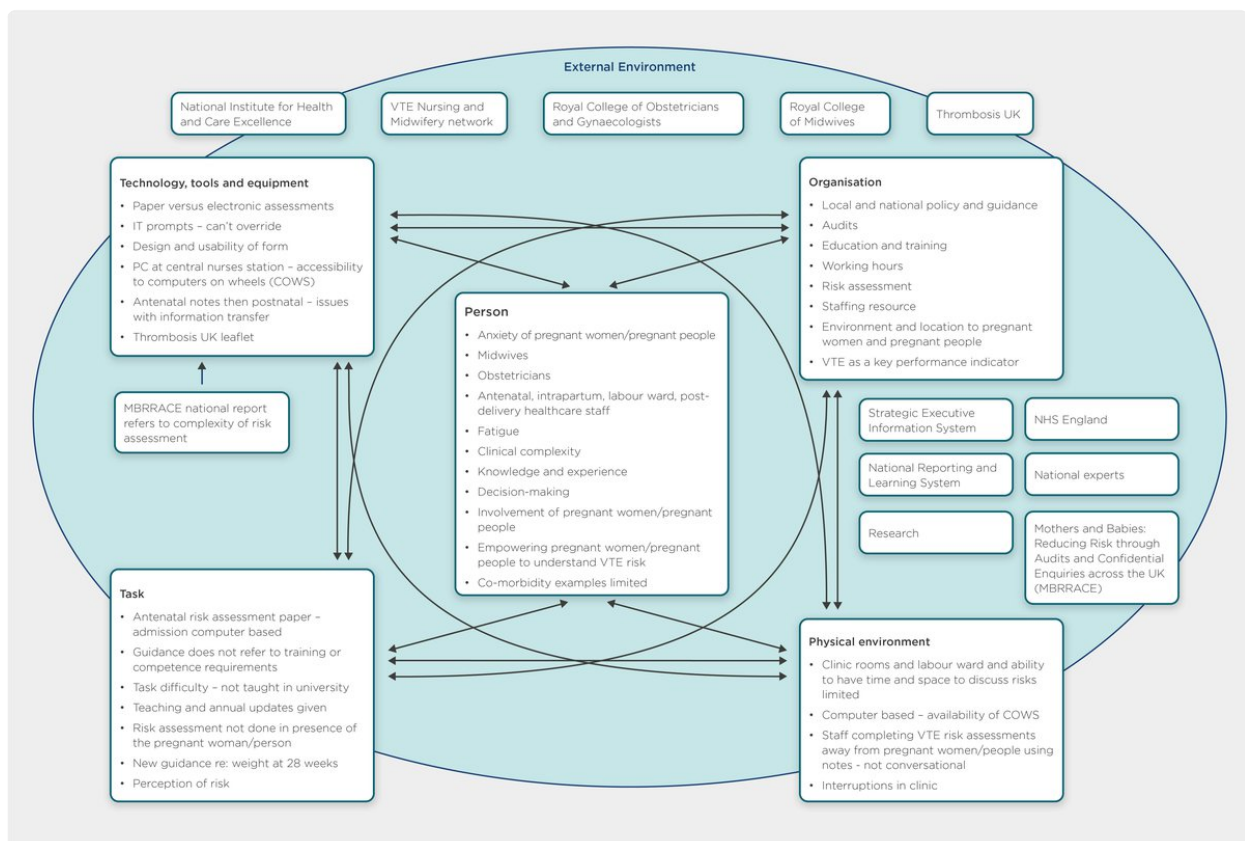 External Environment
National Institute for Health
and Care Excellence
VTE Nursing and
Midwifery network
Royal College of Obstetricians
and Gynaecologists
Royal College
of Midwives
Thrombosis UK
Technology, tools and equipment
• Paper versus electronic assessments
• IT prompts – can't override
• Design and usability of form
• PC at central nurses station – accessibility
to computers on wheels (COWS)
• Antenatal notes then postnatal – issues
with information transfer
• Thrombosis UK leaflet
Organisation
• Local and national policy and guidance
• Audits
• Education and training
• Working hours
• Risk assessment
• Staffing resource
• Environment and location to pregnant
women and pregnant people
• VTE as a key performance indicator
Person
• Anxiety of pregnant women/pregnant people
• Midwives
• Obstetricians
• Antenatal, intrapartum, labour ward, post-
delivery healthcare staff
• Fatigue
• Clinical complexity
• Knowledge and experience
• Decision-making
• Involvement of pregnant women/pregnant
people
• Empowering pregnant women/pregnant
people to understand VTE risk
• Co-morbidity examples limited
MBRRACE national report
refers to complexity of risk
assessment
Strategic Executive
Information System
NHS England
National Reporting and
Learning System
National experts
Research
Mothers and Babies:
Reducing Risk through
Audits and Confidential
Enquiries across the UK
(MBRRACE)
Task
• Antenatal risk assessment paper –
admission computer based
• Guidance does not refer to training or
competence requirements
• Task difficulty – not taught in university
• Teaching and annual updates given
• Risk assessment not done in presence of
the pregnant woman/person
• New guidance re: weight at 28 weeks
• Perception of risk
Physical environment
• Clinic rooms and labour ward and ability
to have time and space to discuss risks
limited
• Computer based – availability of COWS
• Staff completing VTE risk assessments
away from pregnant women/people using
notes - not conversational
• Interruptions in clinic